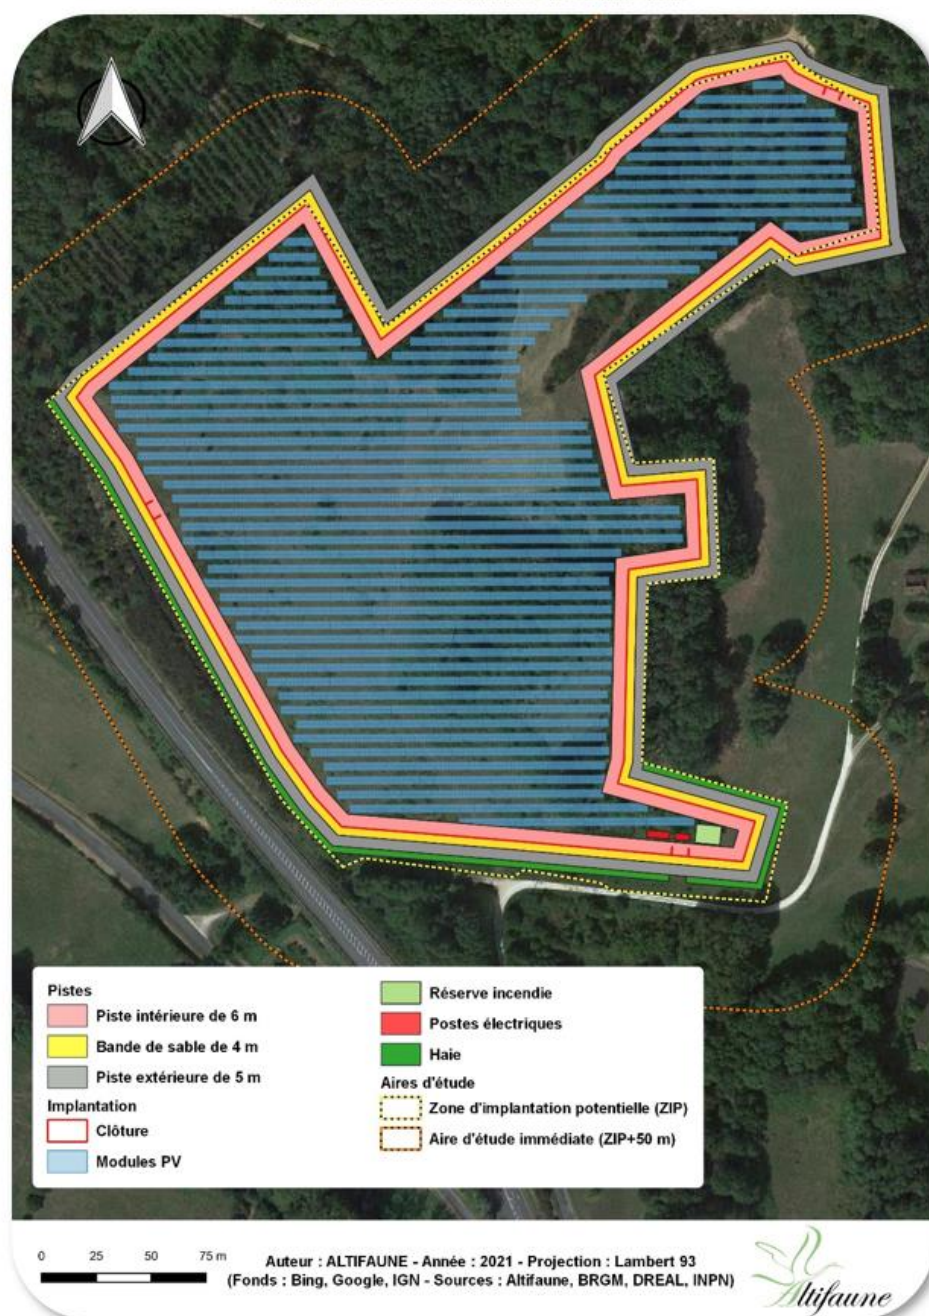 Pistes
Piste intérieure de 6 m
Bande de sable de 4 m
Piste extérieure de 5 m
Implantation
Clôture
Modules PV
Réserve incendie
Postes électriques
Haie
Aires d'étude
Zone d'implantation potentielle (ZIP)
Aire d'étude immédiate (ZIP+50 m)
0 25 50 75 m
Auteur : ALTIFAUNE - Année : 2021 - Projection : Lambert 93
(Fonds : Bing, Google, IGN - Sources : Altifaune, BRGM, DREAL, INPN)
Altifaune